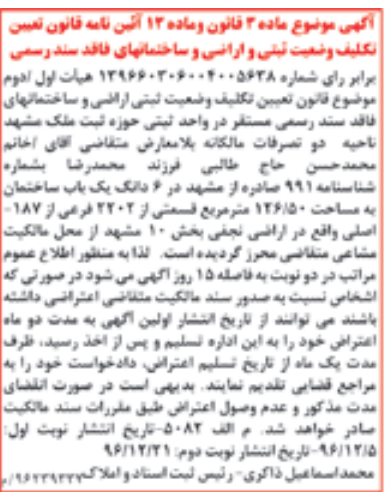 آگهی موضوع ماده ۳ قانون وماده ۱۳ آئین نامه قانون تعیین
تکلیف وضعیت ثبتی و اراضی و ساختمانهای فاقد سند رسمی
برابر رای شماره ۱۳۹۶۶۰۳۰۶۰۰۴۰۰۵۶۳۸ هیأت اول /دوم
موضوع قانون تعیین تکلیف وضعیت ثبتی اراضی و ساختمانهای
فاقد سند رسمی مستقر در واحد ثبتی حوزه ثبت ملک مشهد
ناحیه دو تصرفات مالکانه بلامعارض متقاضی آقای /خانم
محمدحسن حاج طالبی فرزند محمدرضا بشماره
شناسنامه ۹۹۱ صادره از مشهد در ۶ دانگ یک باب ساختمان
به مساحت ۱۲۶/۵۰ مترمربع قسمتی از ۲۲۰۲ فرعی از ۱۸۷-
اصلی واقع در اراضی نجفی بخش ۱۰ مشهد از محل مالکیت
مشاعی متقاضی محرز گردیده است. لذا به منظور اطلاع عموم
مراتب در دو نوبت به فاصله ۱۵ روز آگهی می شود در صورتی که
اشخاص نسبت به صدور سند مالکیت متقاضی اعتراضی داشته
باشند می توانند از تاریخ انتشار اولین آگهی به مدت دو ماه
اعتراض خود را به این اداره تسلیم و پس از اخذ رسید، ظرف
مدت یک ماه از تاریخ تسلیم اعتراض، دادخواست خود را به
مراجع قضایی تقدیم نمایند. بدیهی است در صورت انقضای
مدت مذکور و عدم وصول اعتراض طبق مقررات سند مالکیت
صادر خواهد شد. م الف ۵۰۸۲-تاریخ انتشار نوبت اول:
۹۶/۱۲/۵-تاریخ انتشار نوبت دوم: ۹۶/۱۲/۲۱
محمداسماعیل ذاکری- رئیس ثبت اسناد و املاک ۹۶۲۳۹۳۲۷/م